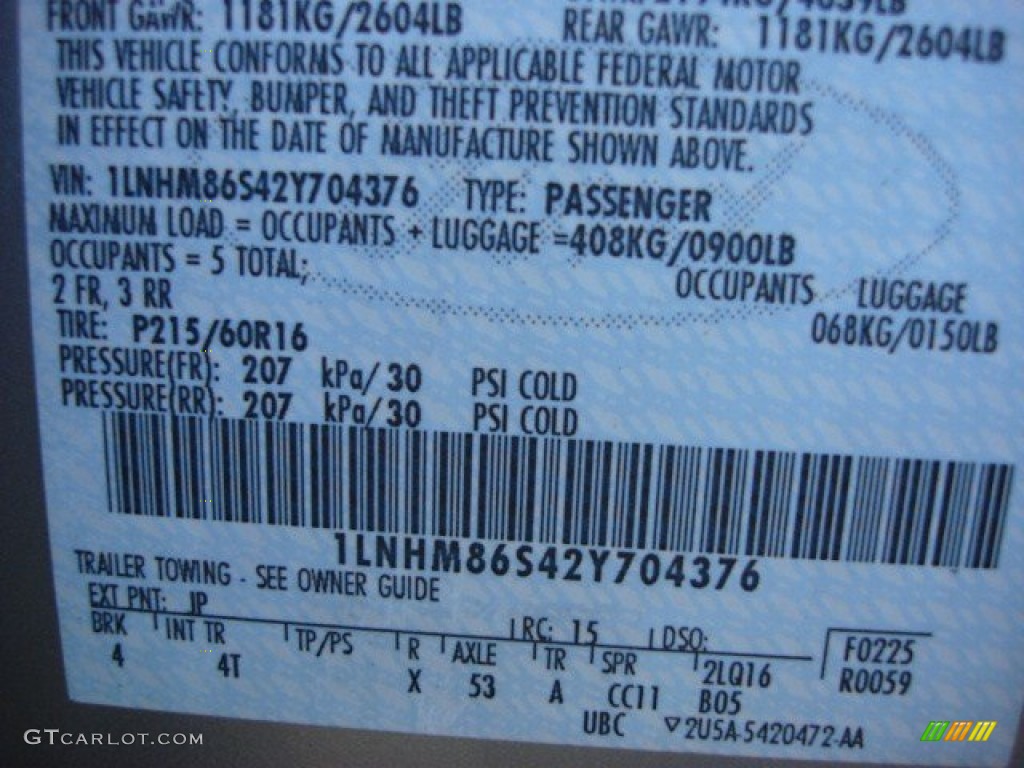 FRONT GAWR: 1181KG/2604LB
REAR GAWR: 1181KG/2604LB
THIS VEHICLE CONFORMS TO ALL APPLICABLE FEDERAL MOTOR
VEHICLE SAFETY, BUMPER, AND THEFT PREVENTION STANDARDS
IN EFFECT ON THE DATE OF MANUFACTURE SHOWN ABOVE.
VIN: 1LNHM86S42Y704376 TYPE: PASSENGER
MAXIMUM LOAD = OCCUPANTS + LUGGAGE =408KG/0900LB
OCCUPANTS = 5 TOTAL; OCCUPANTS LUGGAGE
2 FR, 3 RR 068KG/0150LB
TIRE: P215/60R16
PRESSURE(FR): 207 kPa/ 30 PSI COLD
PRESSURE(RR): 207 kPa/ 30 PSI COLD
1LNHM86S42Y704376
TRAILER TOWING - SEE OWNER GUIDE
EXT PNT: JP RC: 15 DSO: F0225
BRK INT TR TP/PS R AXLE TR SPR 2LQ16 R0059
4 4T X 53 A CC11 B05
UBC ▽2U5A-5420472-AA
GTCARLOT.COM